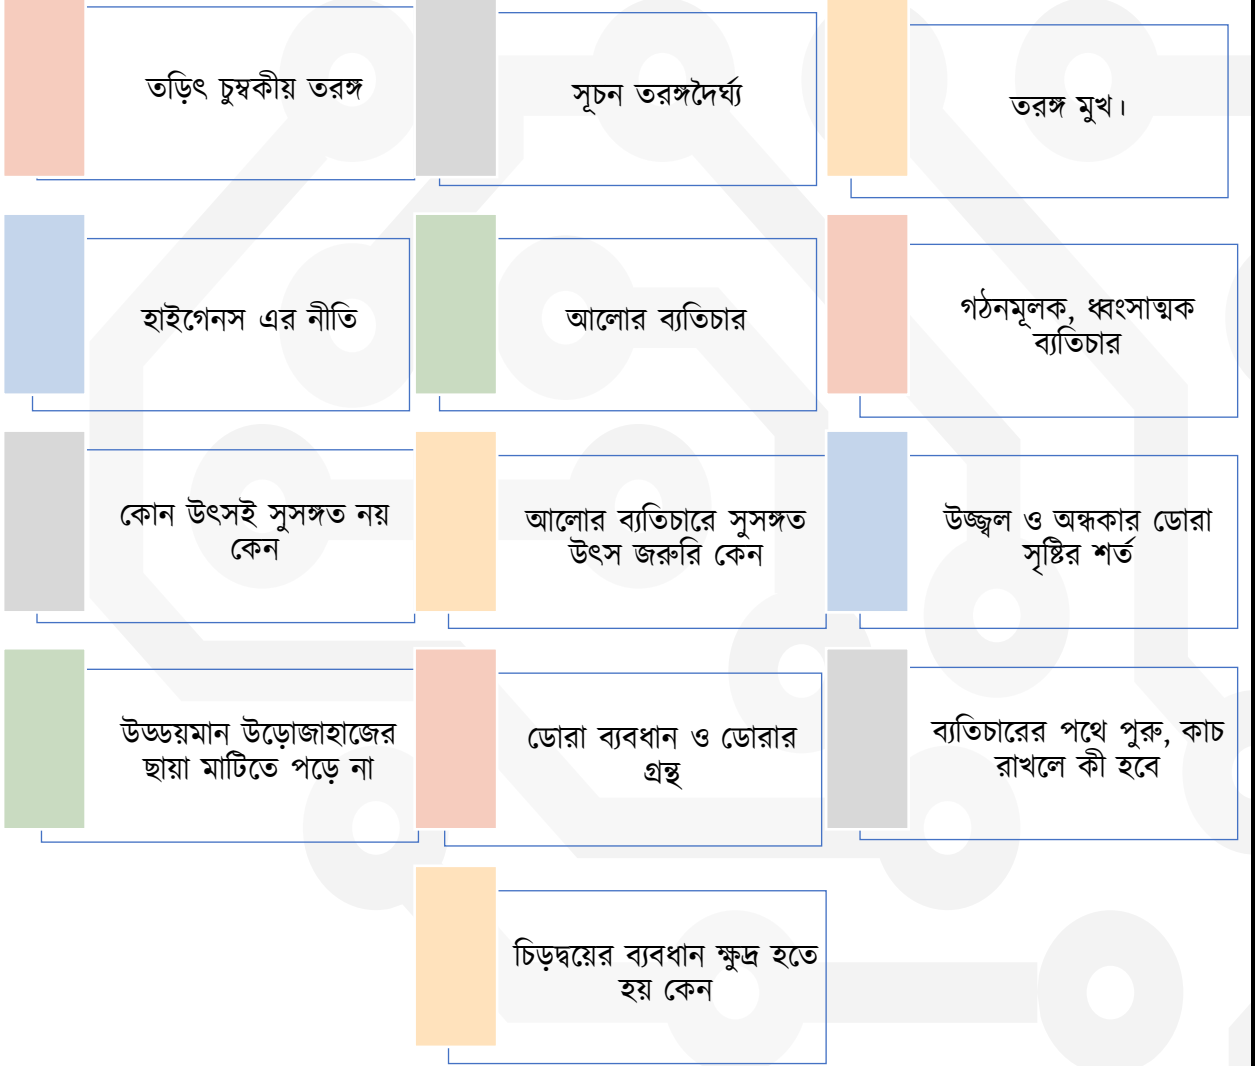 তড়িৎ চুম্বকীয় তরঙ্গ
সূচন তরঙ্গদৈর্ঘ্য
তরঙ্গ মুখ।
হাইগেনস এর নীতি
আলোর ব্যতিচার
গঠনমূলক, ধ্বংসাত্মক
ব্যতিচার
কোন উৎসই সুসঙ্গত নয়
কেন
আলোর ব্যতিচারে সুসঙ্গত
উৎস জরুরি কেন
উজ্জ্বল ও অন্ধকার ডোরা
সৃষ্টির শর্ত
উড্ডয়মান উড়োজাহাজের
ছায়া মাটিতে পড়ে না
ডোরা ব্যবধান ও ডোরার
গ্রন্থ
ব্যতিচারের পথে পুরু, কাচ
রাখলে কী হবে
চিড়দ্বয়ের ব্যবধান ক্ষুদ্র হতে
হয় কেন